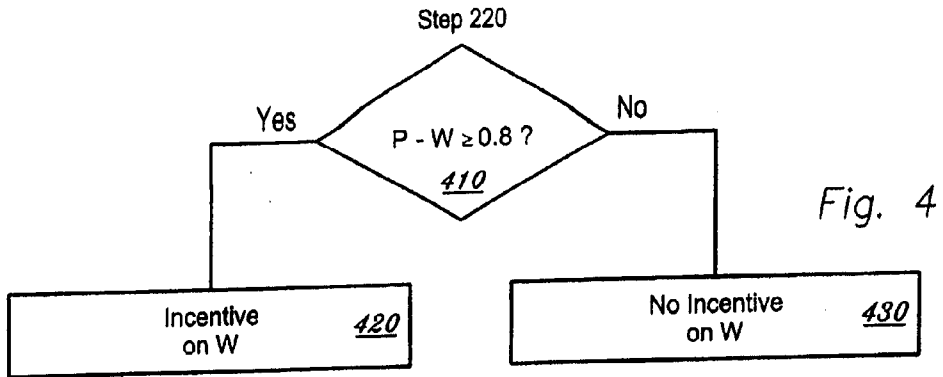 Step 220
Yes
No
P - W ≥ 0.8 ?
410
Fig. 4
Incentive
on W
420
No Incentive
on W
430